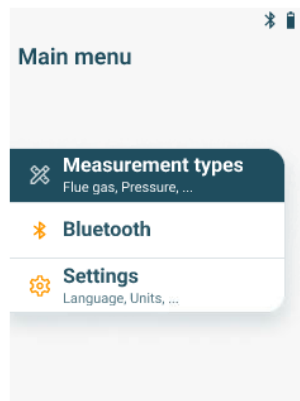 Main menu
Measurement types
Flue gas, Pressure, ...
Bluetooth
Settings
Language, Units, ...